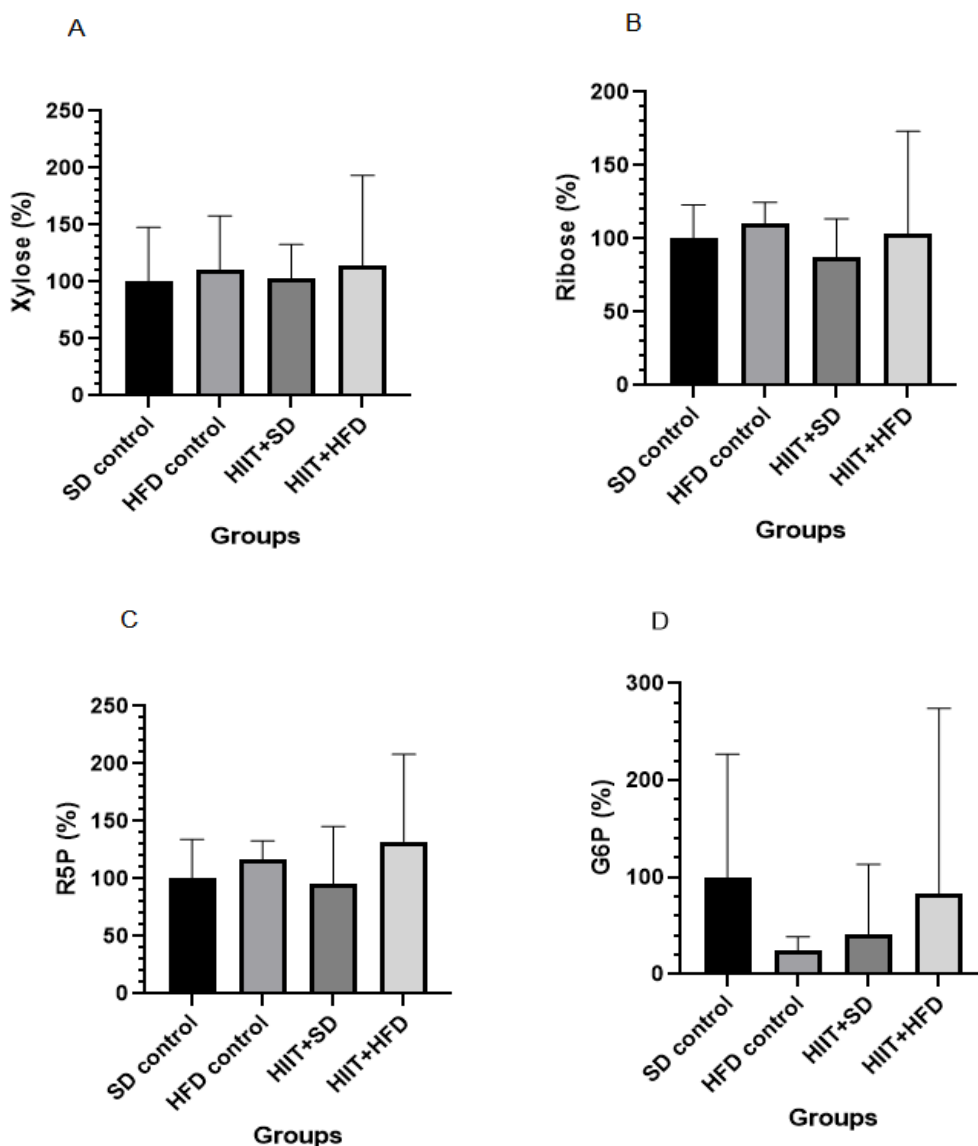 A
Xylose (%)
250
200
150
100
50
0
SD control
HFD control
HIIT+SD
HIIT+HFD
Groups
B
Ribose (%)
200
150
100
50
0
SD control
HFD control
HIIT+SD
HIIT+HFD
Groups
C
R5P (%)
250
200
150
100
50
0
SD control
HFD control
HIIT+SD
HIIT+HFD
Groups
D
G6P (%)
300
200
100
0
SD control
HFD control
HIIT+SD
HIIT+HFD
Groups